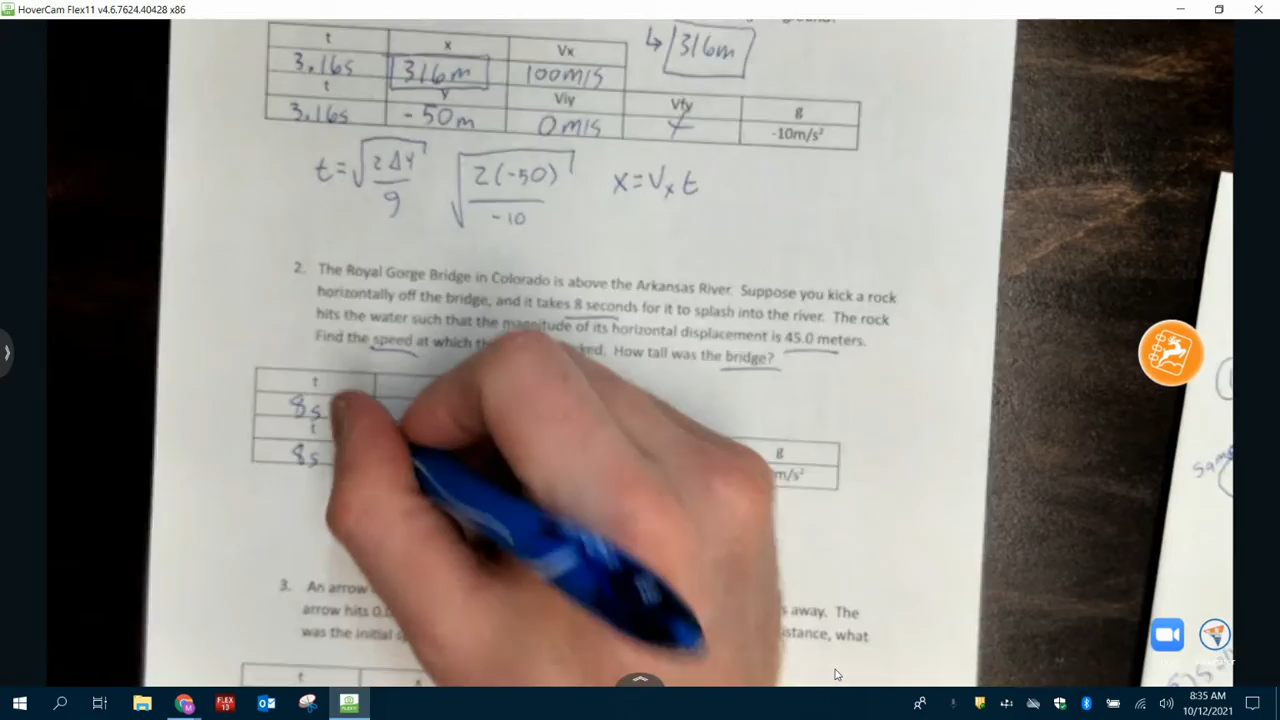 HoverCam Flex11 v4.6.7624.40428 x86
t x Vx
3.16s 316m 100m/s
↳ 316m
t y Viy Vfy g
3.16s -50m 0m/s -10m/s²
t=√2Δy/g √2(-50)/-10 x=Vx t
2. The Royal Gorge Bridge in Colorado is above the Arkansas River. Suppose you kick a rock
horizontally off the bridge, and it takes 8 seconds for it to splash into the river. The rock
hits the water such that the magnitude of its horizontal displacement is 45.0 meters.
Find the speed at which How tall was the bridge?
t
8s
t g
8s m/s²
3. An arrow s away. The
arrow hits istance, what
was the initial
t
same
8:35 AM
10/12/2021